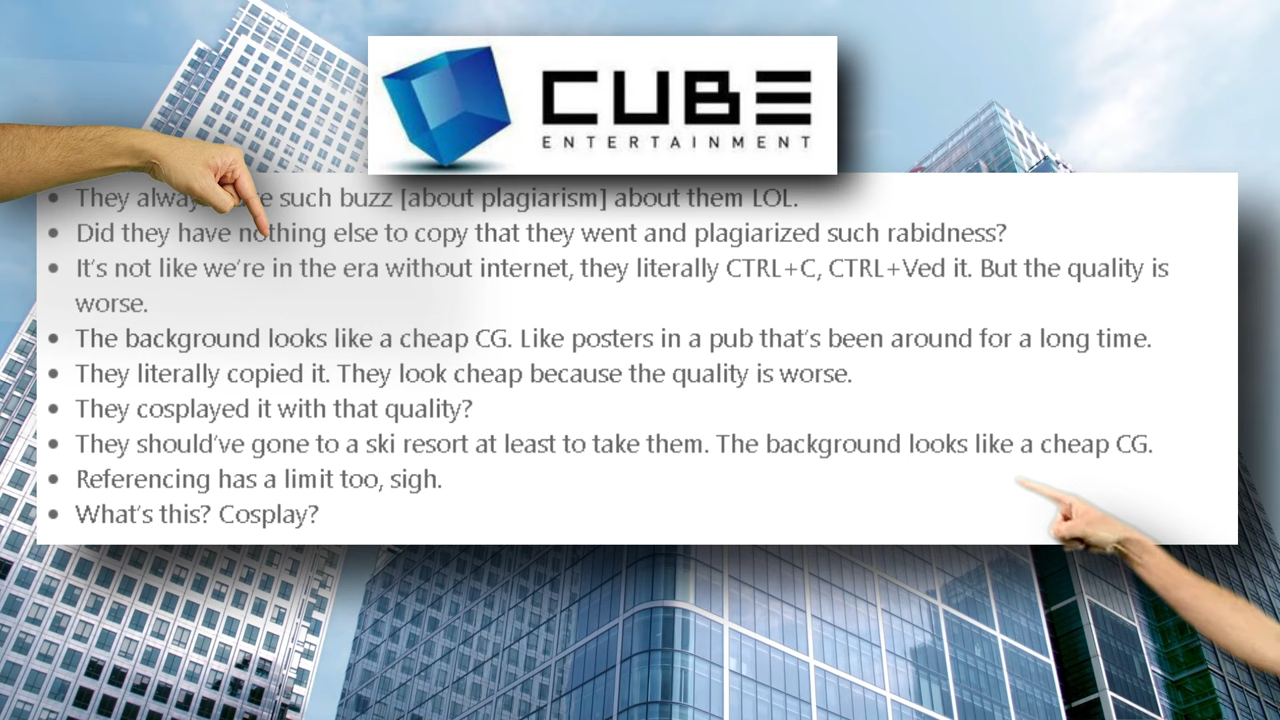 CUBE
ENTERTAINMENT
• They such buzz [about plagiarism] about them LOL.
• Did they have nothing else to copy that they went and plagiarized such rabidness?
• It's not like we're in the era without internet, they literally CTRL+C, CTRL+Ved it. But the quality is
worse.
• The background looks like a cheap CG. Like posters in a pub that's been around for a long time.
• They literally copied it. They look cheap because the quality is worse.
• They cosplayed it with that quality?
• They should've gone to a ski resort at least to take them. The background looks like a cheap CG.
• Referencing has a limit too, sigh.
• What's this? Cosplay?